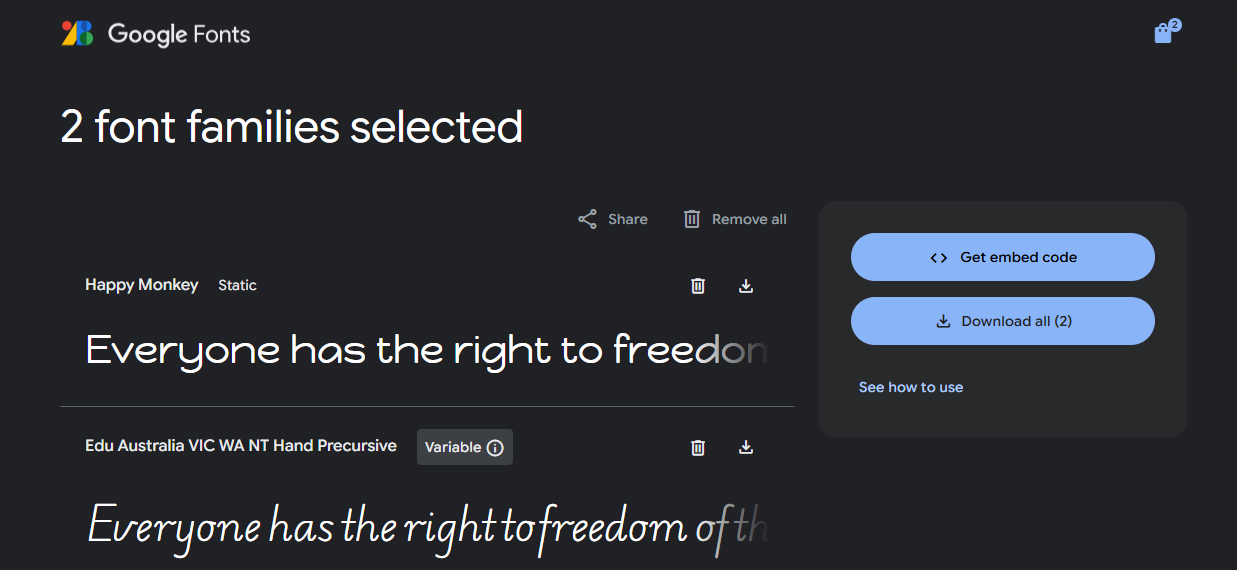 Google Fonts
2
2 font families selected
Share
Remove all
Happy Monkey Static
Everyone has the right to freedom
Edu Australia VIC WA NT Hand Precursive Variable
Everyone has the right to freedom of th
Get embed code
Download all (2)
See how to use